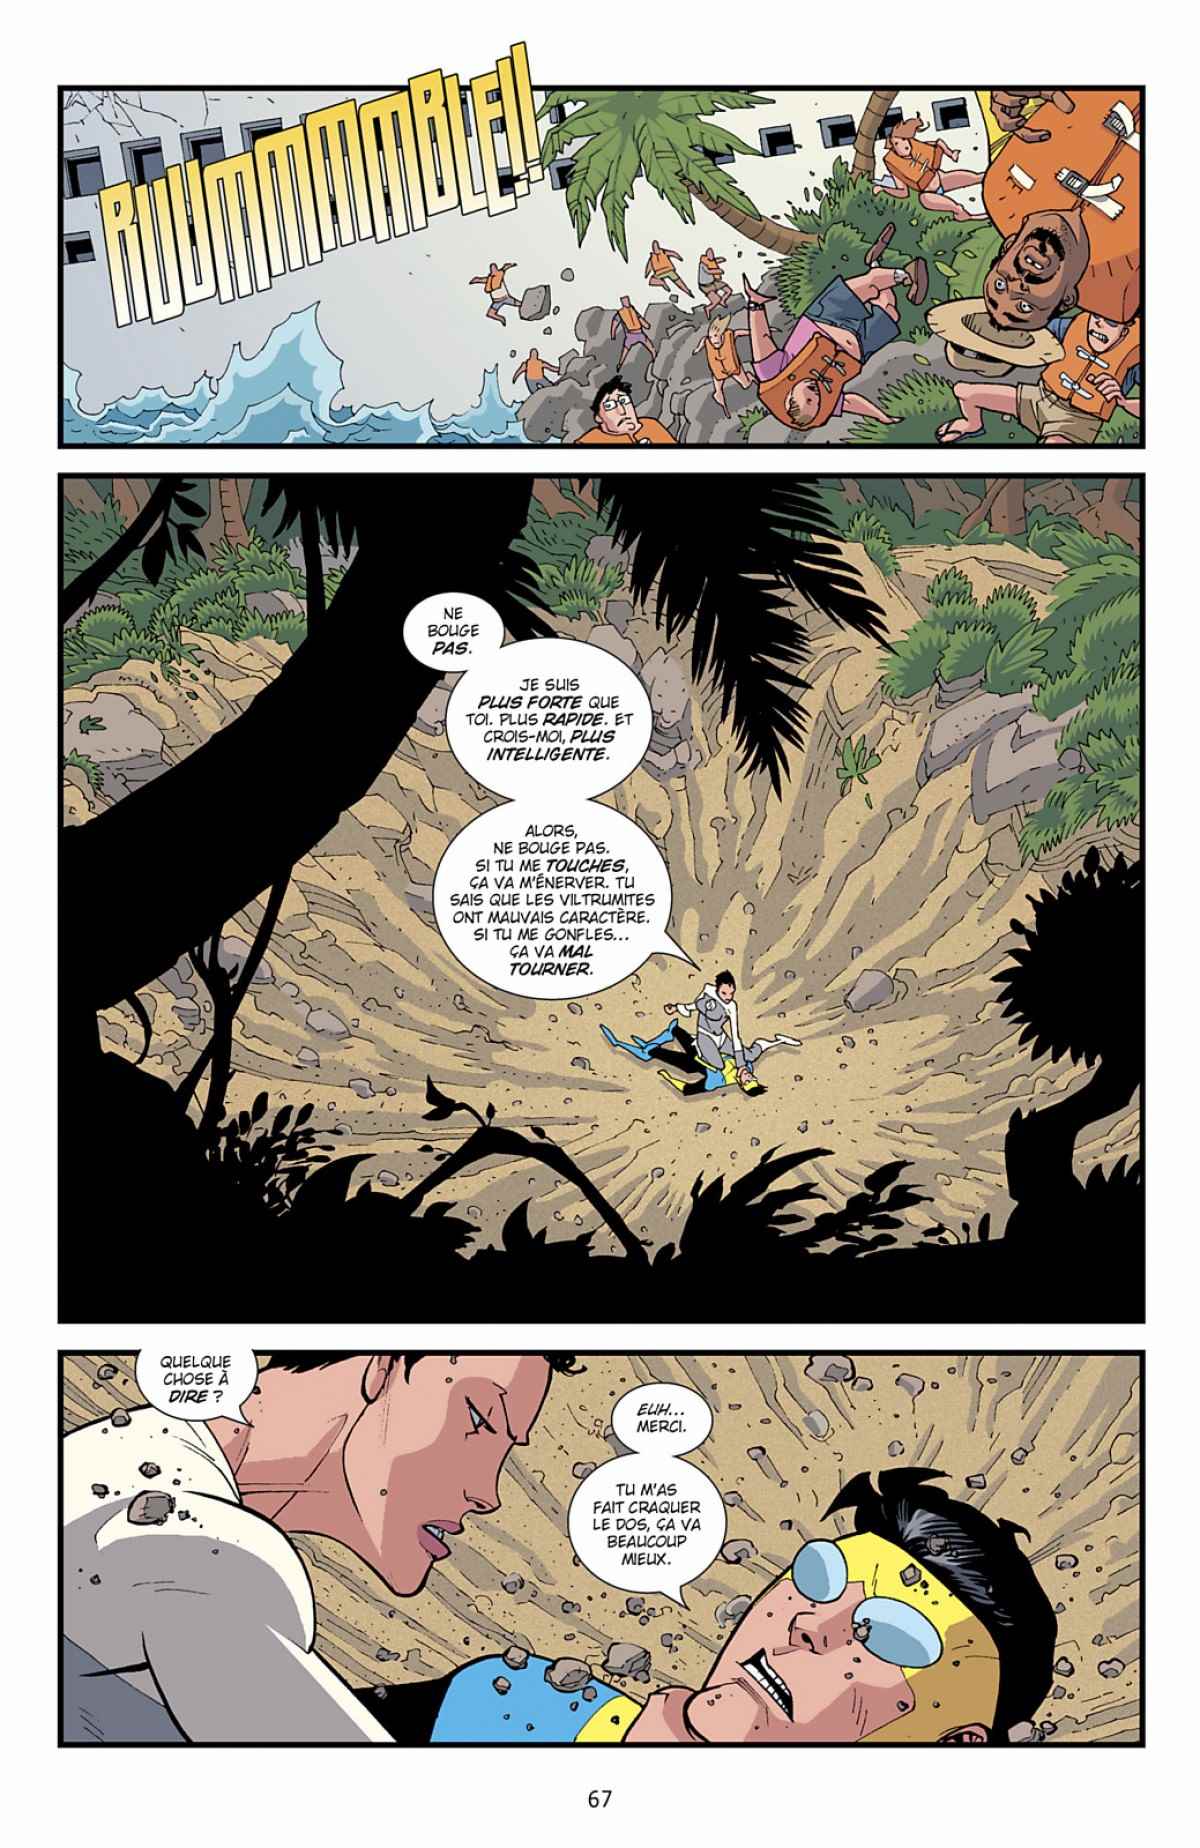 RUUMMMMMBLE!!
NE
BOUGE
PAS.
JE SUIS
PLUS FORTE QUE
TOI. PLUS RAPIDE. ET
CROIS-MOI, PLUS
INTELLIGENTE.
ALORS,
NE BOUGE PAS.
SI TU ME TOUCHES,
ÇA VA M'ÉNERVER. TU
SAIS QUE LES VILTRUMITES
ONT MAUVAIS CARACTÈRE.
SI TU ME GONFLES...
ÇA VA MAL
TOURNER.
QUELQUE
CHOSE À
DIRE ?
EUH...
MERCI.
TU M'AS
FAIT CRAQUER
LE DOS, ÇA VA
BEAUCOUP
MIEUX.
67